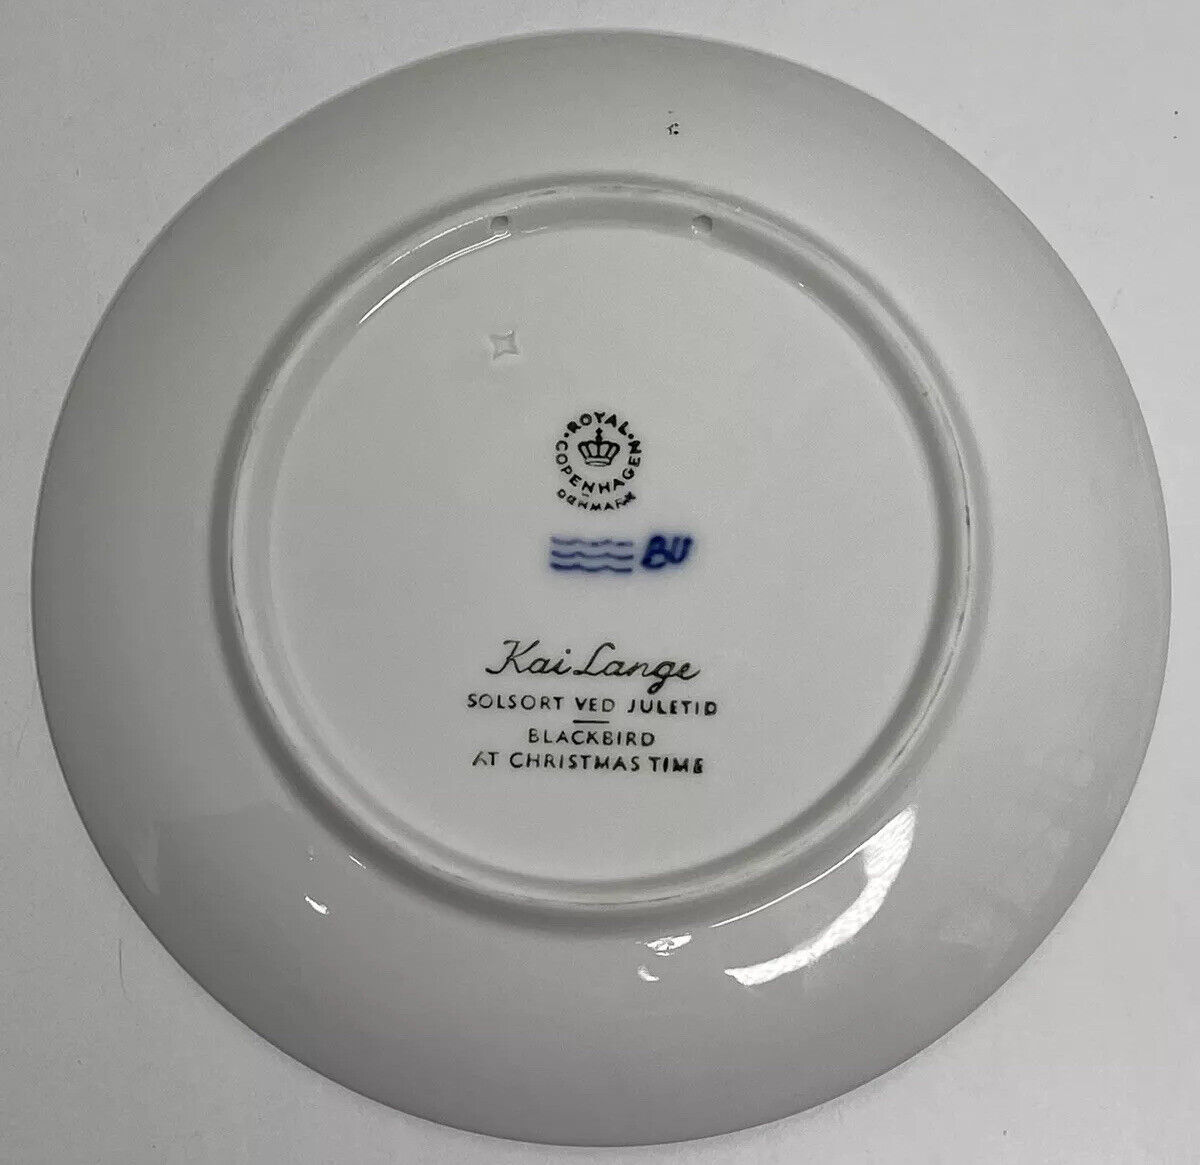 ROYAL
COPENHAGEN
DENMARK
BU
Kai Lange
SOLSORT VED JULETID
BLACKBIRD
AT CHRISTMAS TIME